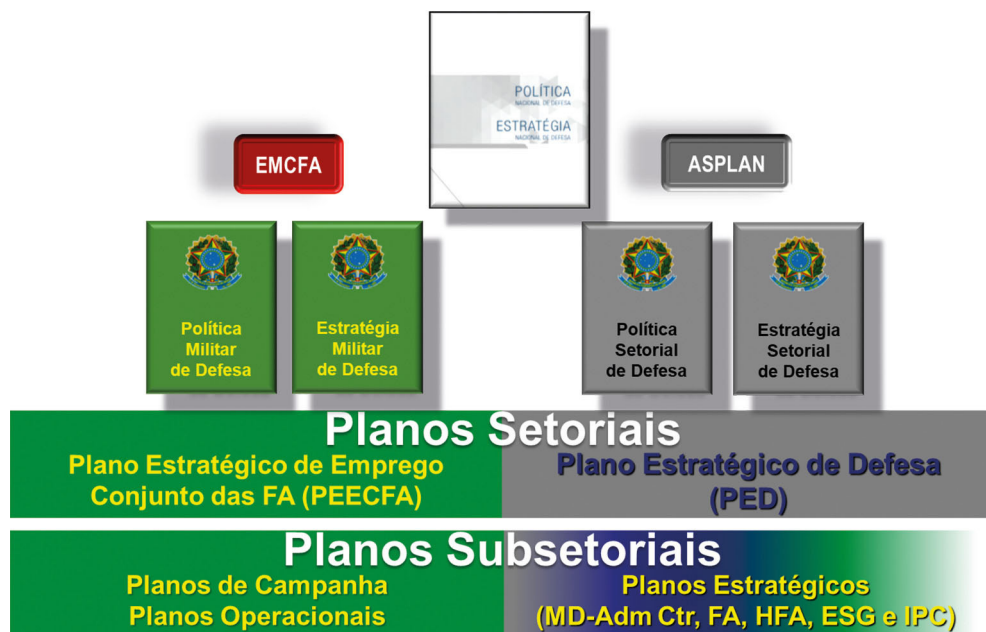 POLÍTICA
NACIONAL DE DEFESA
ESTRATÉGIA
NACIONAL DE DEFESA
EMCFA
ASPLAN
Política
Militar
de Defesa
Estratégia
Militar
de Defesa
Política
Setorial
de Defesa
Estratégia
Setorial
de Defesa
Planos Setoriais
Plano Estratégico de Emprego
Conjunto das FA (PEECFA)
Plano Estratégico de Defesa
(PED)
Planos Subsetoriais
Planos de Campanha
Planos Operacionais
Planos Estratégicos
(MD-Adm Ctr, FA, HFA, ESG e IPC)